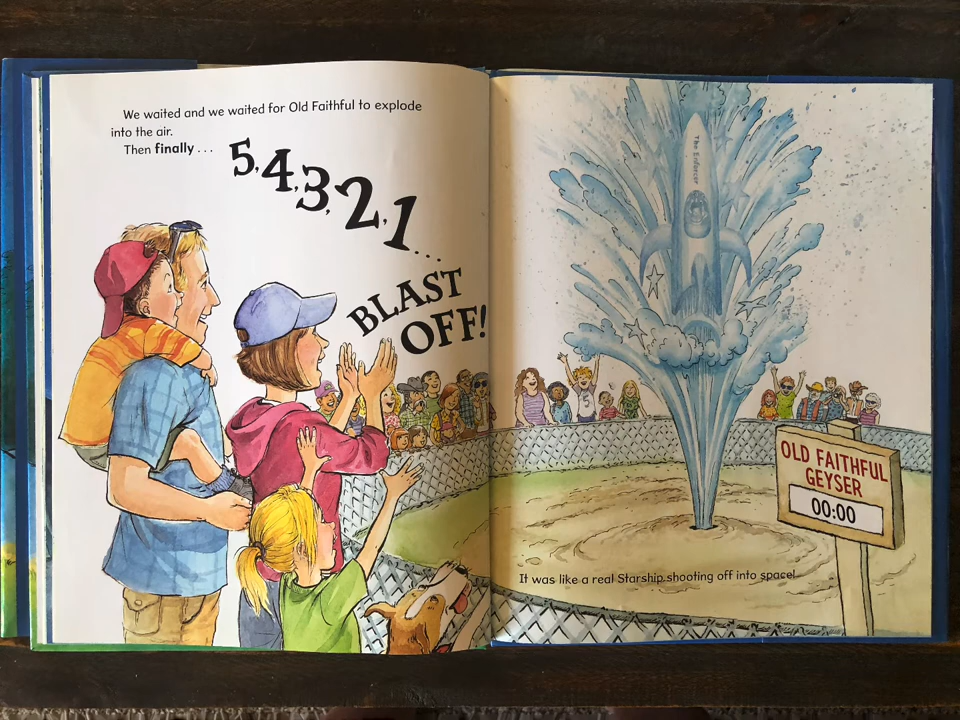 We waited and we waited for Old Faithful to explode
into the air.
Then finally . . .
5, 4, 3, 2, 1 . . .
BLAST
OFF!
The Enforcer
OLD FAITHFUL
GEYSER
00:00
It was like a real Starship shooting off into space!